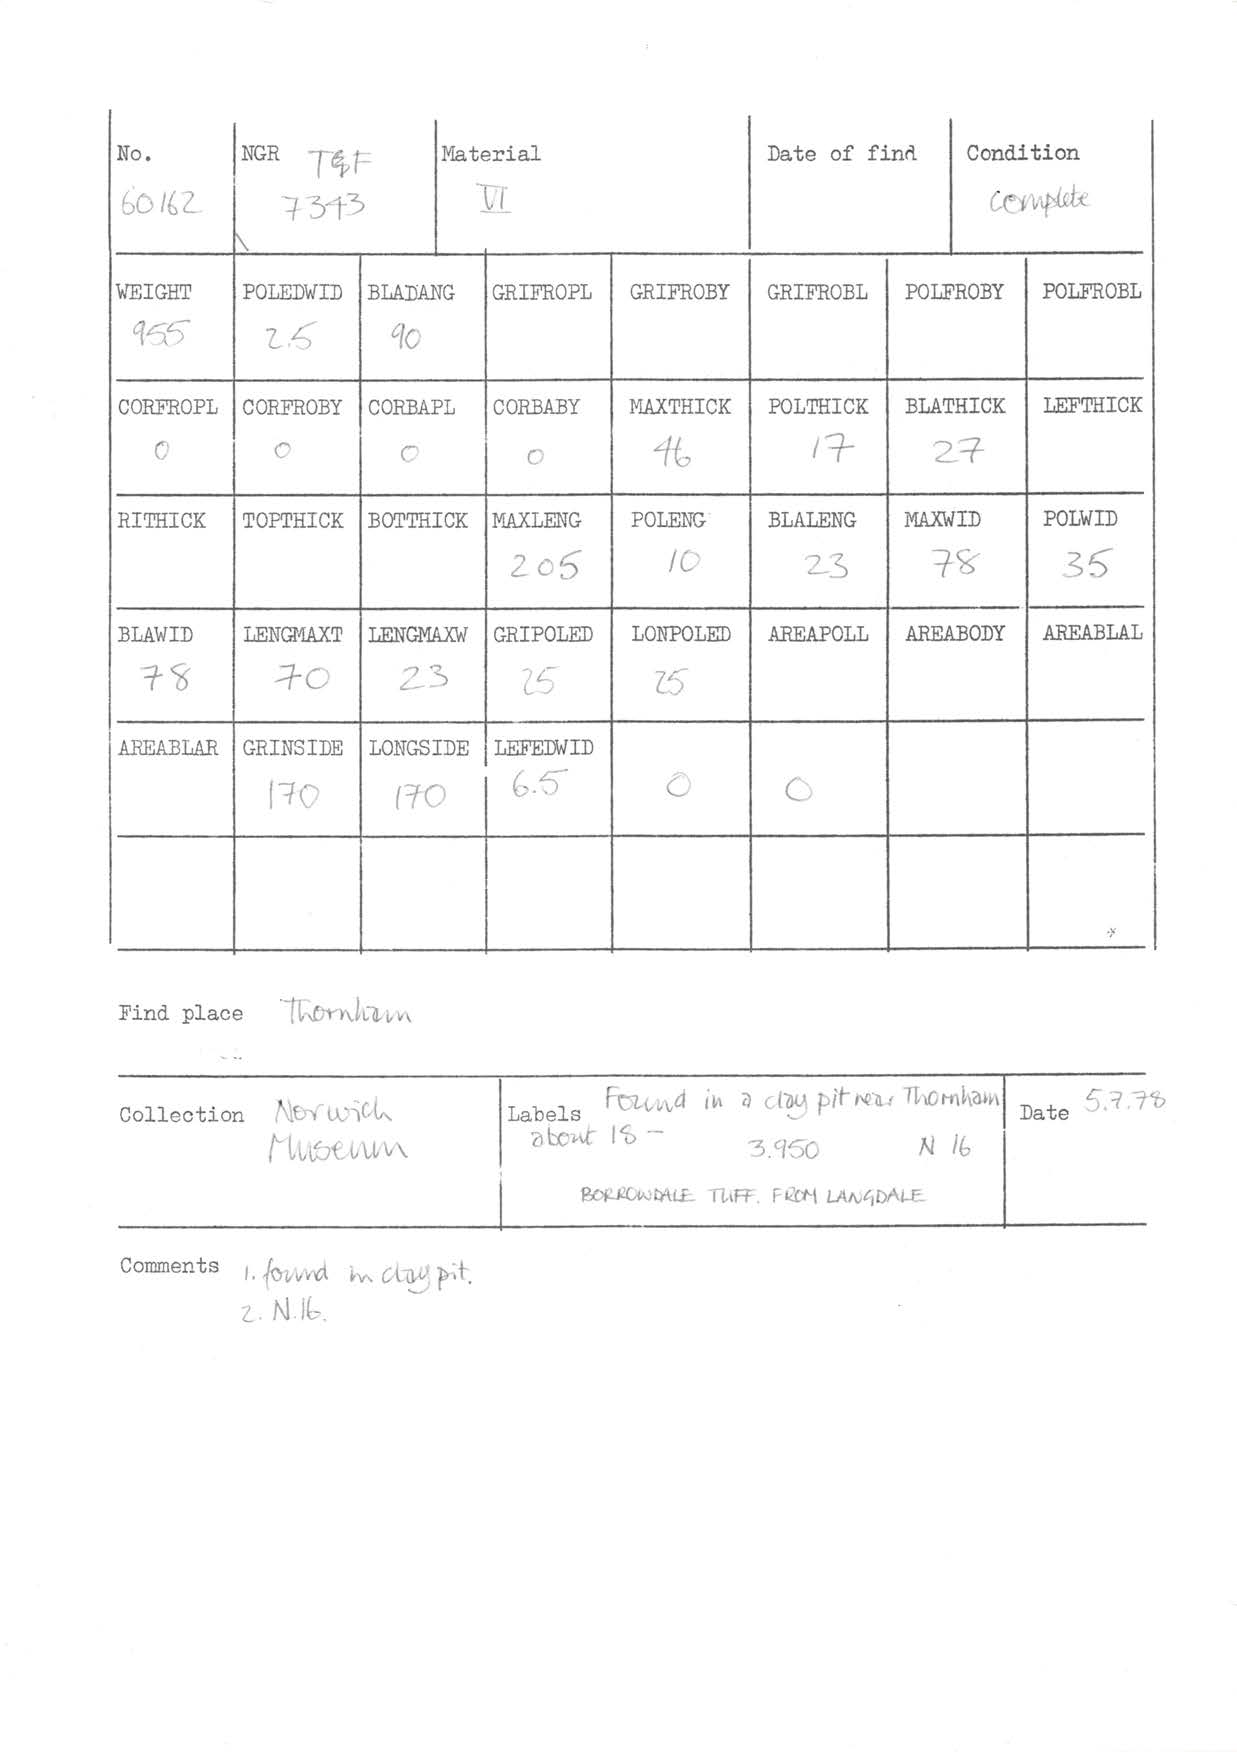 No. NGR T&F Material Date of find Condition
60162 7343 VI complete
WEIGHT POLEDWID BLADANG GRIFROPL GRIFROBY GRIFROBL POLFROBY POLFROBL
955 2.5 90
CORFROPL CORFROBY CORBAPL CORBABY MAXTHICK POLTHICK BLATHICK LEFTHICK
0 0 0 0 46 17 27
RITHICK TOPTHICK BOTTHICK MAXLENG POLENG BLALENG MAXWID POLWID
205 10 23 78 35
BLAWID LENGMAXT LENGMAXW GRIPOLED LONPOLED AREAPOLL AREABODY AREABLAL
78 70 23 25 25
AREABLAR GRINSIDE LONGSIDE LEFEDWID
170 170 6.5 0 0
Find place Thornham
Collection Norwich
Museum
Labels Found in a clay pit near Thornham
about 18 – 3.950 N 16
BORROWDALE TUFF. FROM LANGDALE
Date 5.7.78
Comments 1. found in clay pit.
2. N.16.